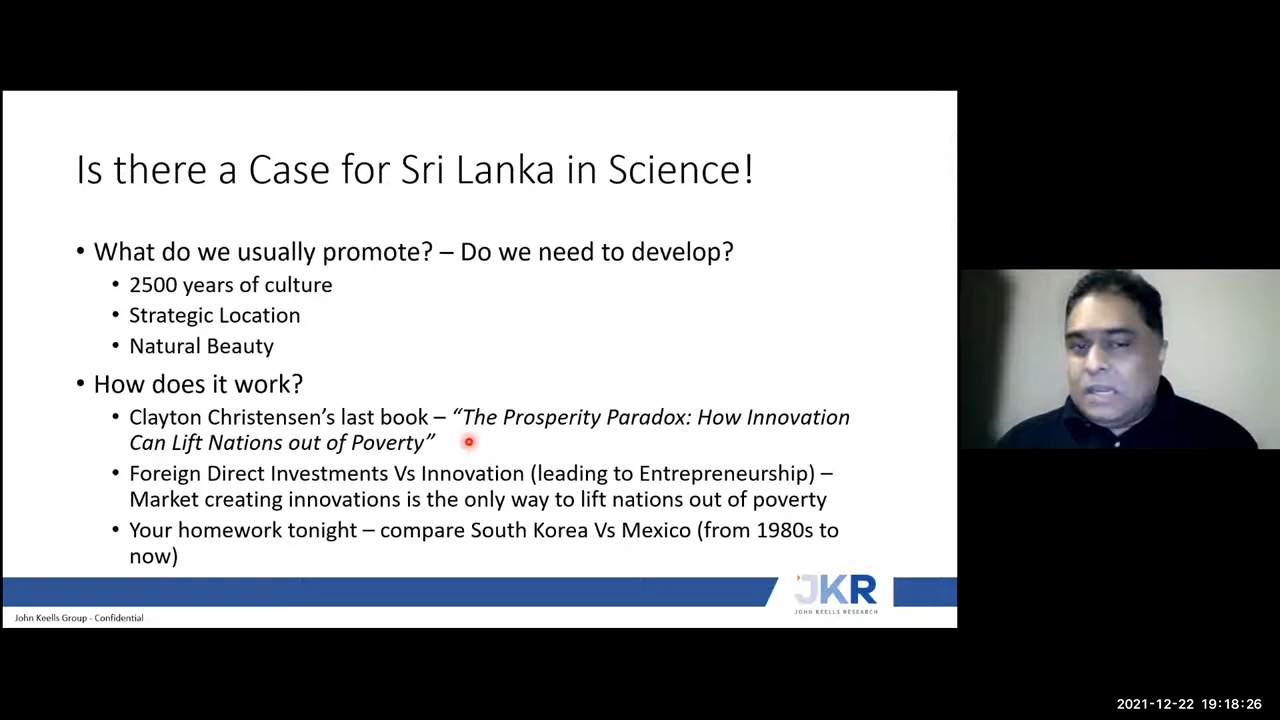 Is there a Case for Sri Lanka in Science!
• What do we usually promote? – Do we need to develop?
• 2500 years of culture
• Strategic Location
• Natural Beauty
• How does it work?
• Clayton Christensen’s last book – “The Prosperity Paradox: How Innovation
Can Lift Nations out of Poverty”
• Foreign Direct Investments Vs Innovation (leading to Entrepreneurship) –
Market creating innovations is the only way to lift nations out of poverty
• Your homework tonight – compare South Korea Vs Mexico (from 1980s to
now)
JKR
JOHN KEELLS RESEARCH
John Keells Group - Confidential
2021-12-22 19:18:26